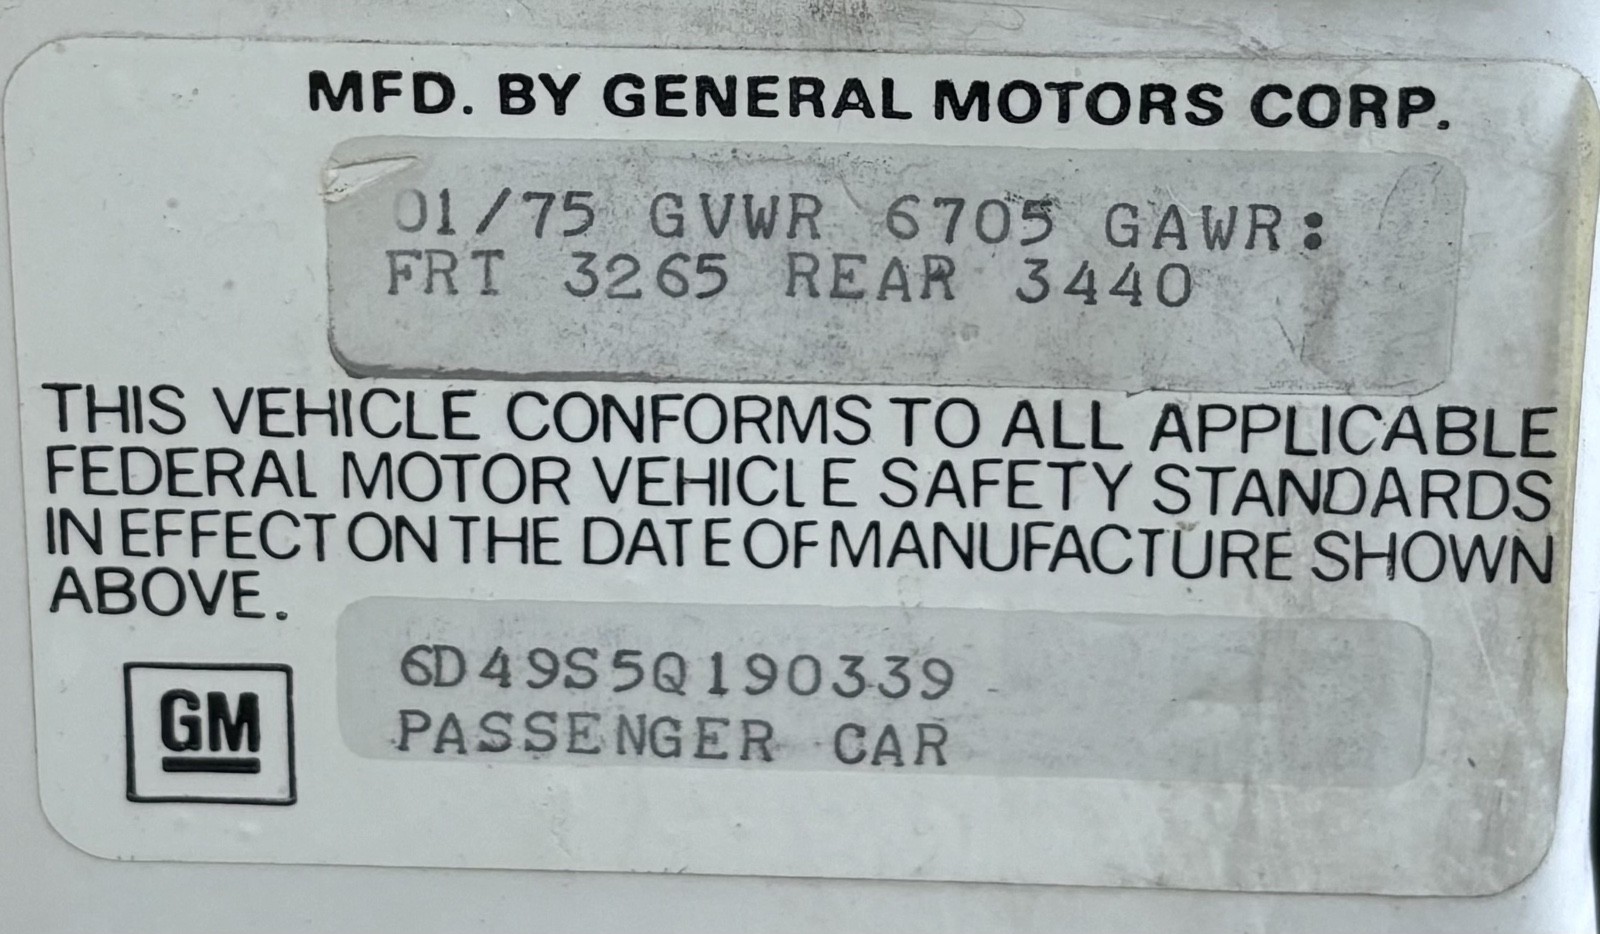 MFD. BY GENERAL MOTORS CORP.
01/75 GVWR 6705 GAWR:
FRT 3265 REAR 3440
THIS VEHICLE CONFORMS TO ALL APPLICABLE
FEDERAL MOTOR VEHICLE SAFETY STANDARDS
IN EFFECT ON THE DATE OF MANUFACTURE SHOWN
ABOVE.
6D49S5Q190339
PASSENGER CAR
GM